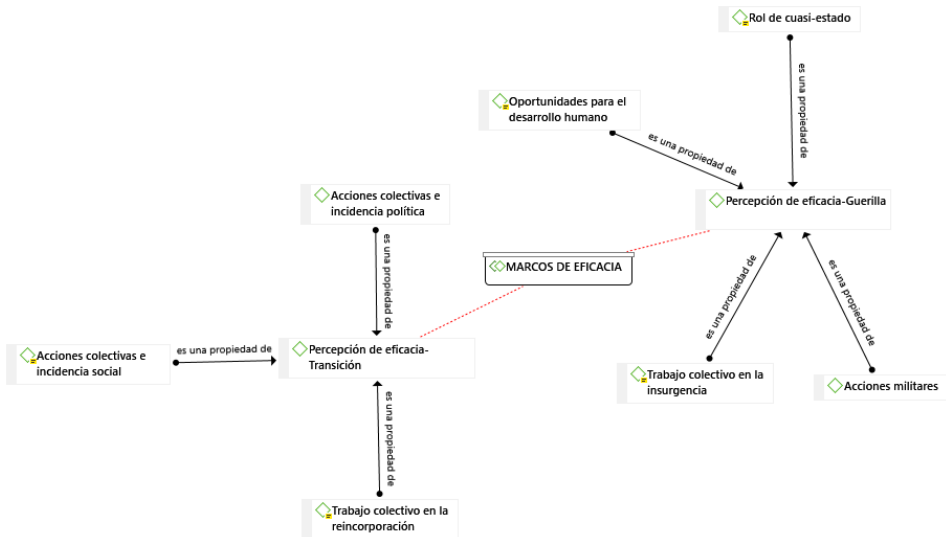 Rol de cuasi-estado
es una propiedad de
Oportunidades para el
desarrollo humano
es una propiedad de
Acciones colectivas e
incidencia política
es una propiedad de
Percepción de eficacia-Guerilla
MARCOS DE EFICACIA
es una propiedad de
es una propiedad de
Acciones colectivas e
incidencia social
es una propiedad de
Percepción de eficacia-
Transición
Trabajo colectivo en la
insurgencia
Acciones militares
es una propiedad de
Trabajo colectivo en la
reincorporación